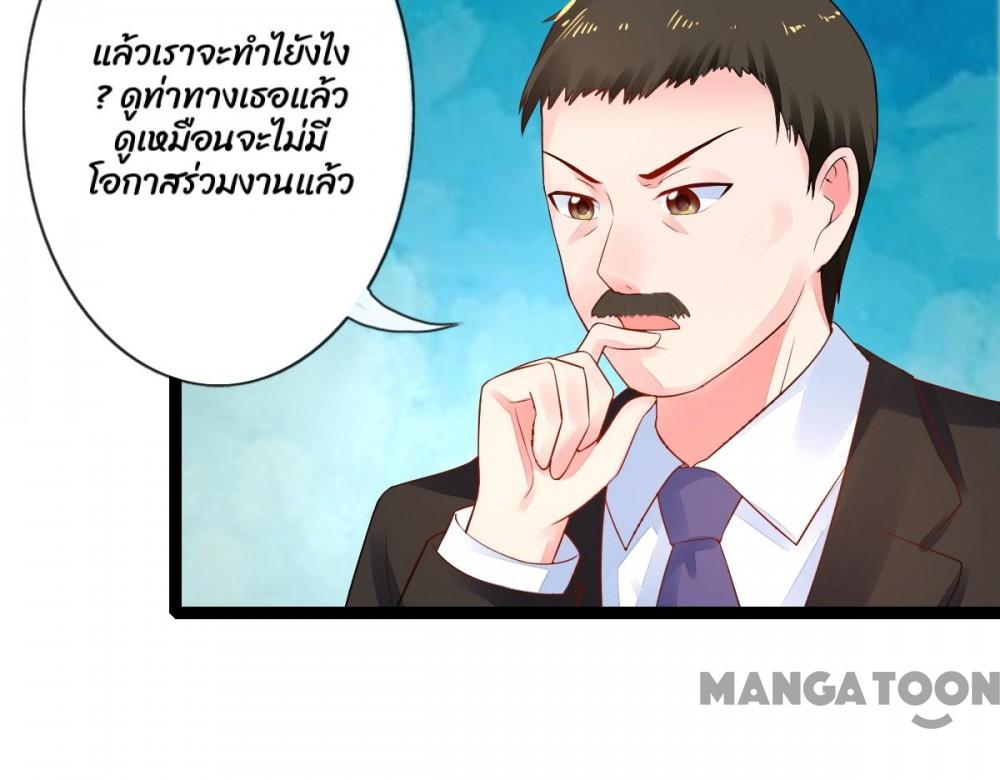 แล้วเราจะทำไยังไง
? ดูท่าทางเธอแล้ว
ดูเหมือนจะไม่มี
โอกาสร่วมงานแล้ว
MANGATOON